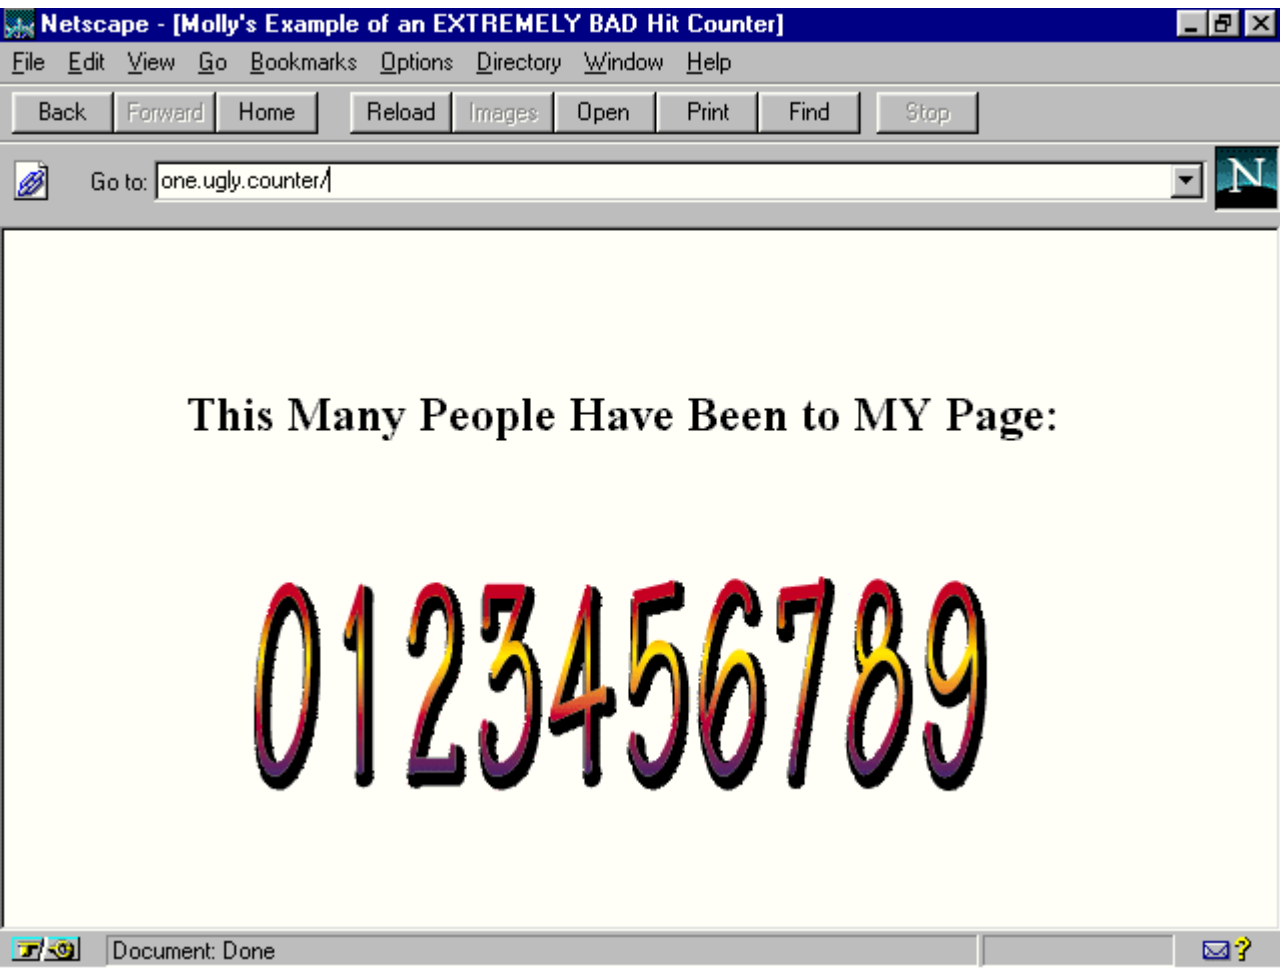 Netscape - [Molly's Example of an EXTREMELY BAD Hit Counter]
File Edit View Go Bookmarks Options Directory Window Help
Back Forward Home Reload Images Open Print Find Stop
Go to: one.ugly.counter/ N
This Many People Have Been to MY Page:
0123456789
Document: Done